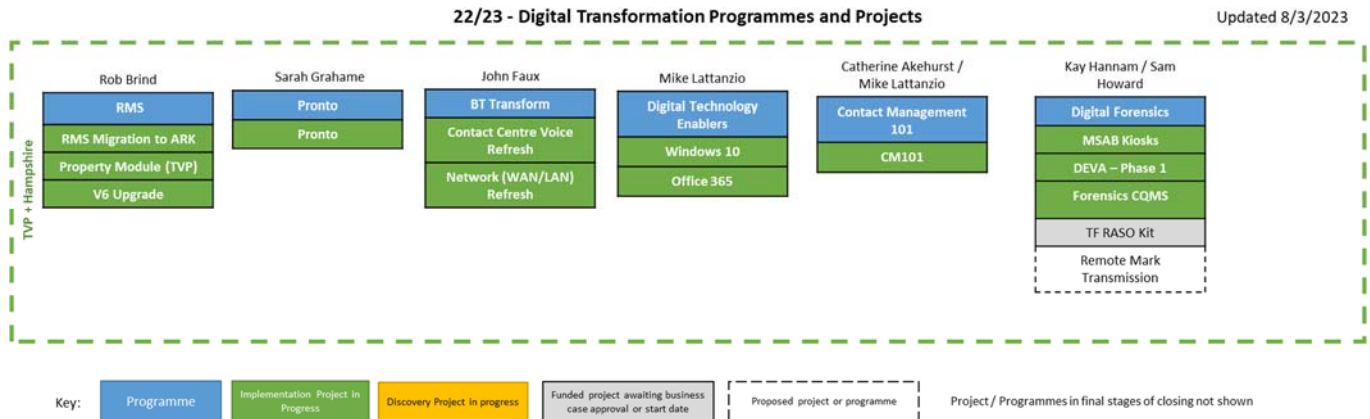 22/23 - Digital Transformation Programmes and Projects
Updated 8/3/2023
TVP + Hampshire
Rob Brind
RMS
RMS Migration to ARK
Property Module (TVP)
V6 Upgrade
Sarah Grahame
Pronto
Pronto
John Faux
BT Transform
Contact Centre Voice
Refresh
Network (WAN/LAN)
Refresh
Mike Lattanzio
Digital Technology
Enablers
Windows 10
Office 365
Catherine Akehurst /
Mike Lattanzio
Contact Management
101
CM101
Kay Hannam / Sam
Howard
Digital Forensics
MSAB Kiosks
DEVA – Phase 1
Forensics CQMS
TF RASO Kit
Remote Mark
Transmission
Key:
Programme
Implementation Project in
Progress
Discovery Project in progress
Funded project awaiting business
case approval or start date
Proposed project or programme
Project / Programmes in final stages of closing not shown